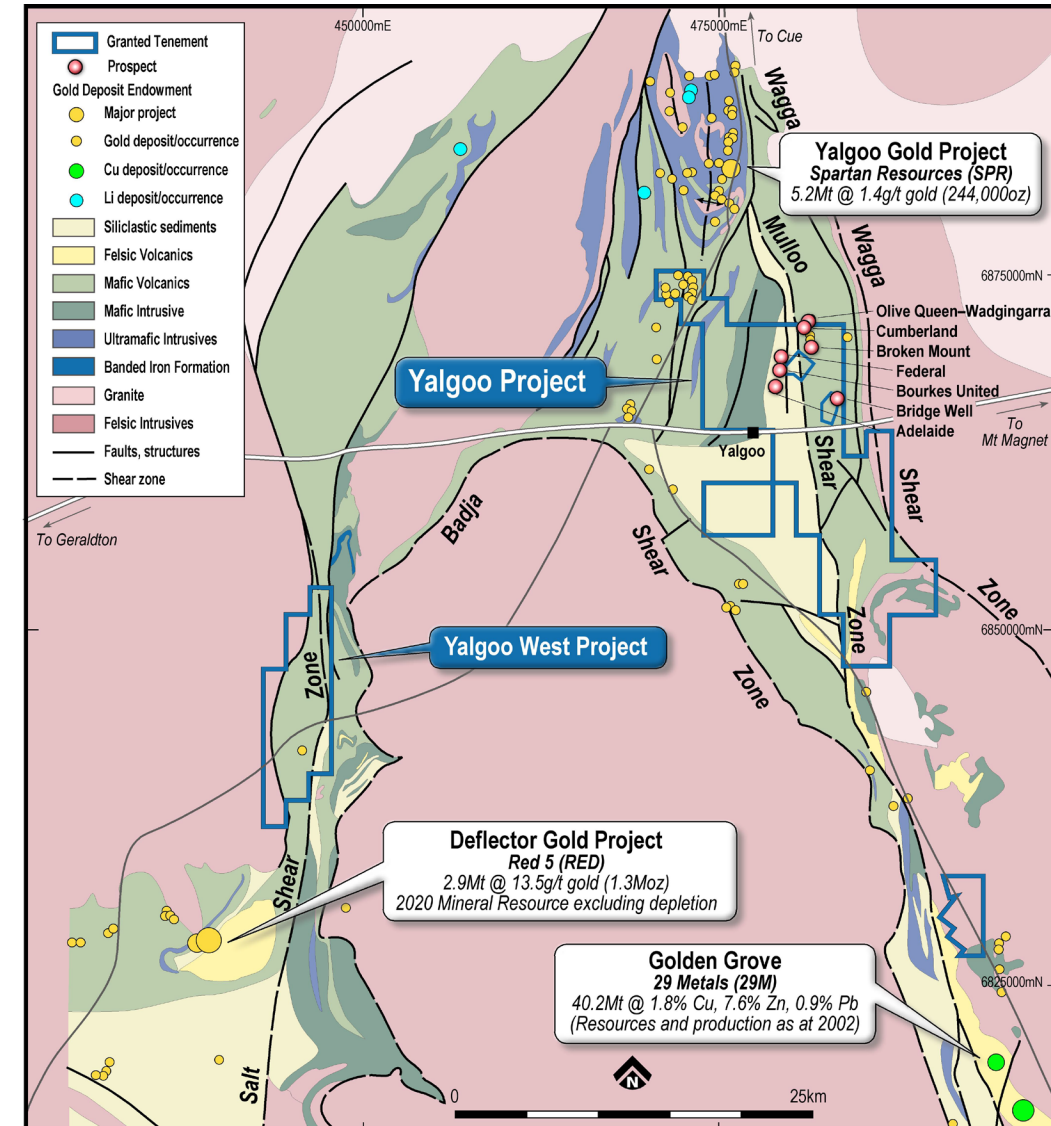 450000mE
475000mE
To Cue
Granted Tenement
Prospect
Gold Deposit Endowment
Major project
Gold deposit/occurrence
Cu deposit/occurrence
Li deposit/occurrence
Siliclastic sediments
Felsic Volcanics
Mafic Volcanics
Mafic Intrusive
Ultramafic Intrusives
Banded Iron Formation
Granite
Felsic Intrusives
Faults, structures
Shear zone
Wagga
Yalgoo Gold Project
Spartan Resources (SPR)
5.2Mt @ 1.4g/t gold (244,000oz)
Mulloo
Wagga
6875000mN
Olive Queen–Wadgingarra
Cumberland
Broken Mount
Federal
Bourkes United
Bridge Well
Adelaide
Yalgoo Project
To
Mt Magnet
Yalgoo
Shear
Shear
Badja
Shear
To Geraldton
Zone
Zone
6850000mN
Yalgoo West Project
Zone
Zone
Deflector Gold Project
Red 5 (RED)
2.9Mt @ 13.5g/t gold (1.3Moz)
2020 Mineral Resource excluding depletion
Shear
Golden Grove
29 Metals (29M)
40.2Mt @ 1.8% Cu, 7.6% Zn, 0.9% Pb
(Resources and production as at 2002)
6825000mN
Salt
N
0
25km